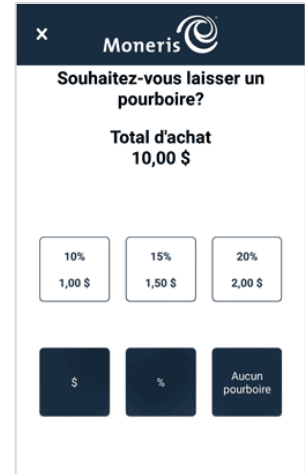 x
Moneris
Souhaitez-vous laisser un
pourboire?
Total d'achat
10,00 $
10% 15% 20%
1,00 $ 1,50 $ 2,00 $
$ % Aucun
pourboire